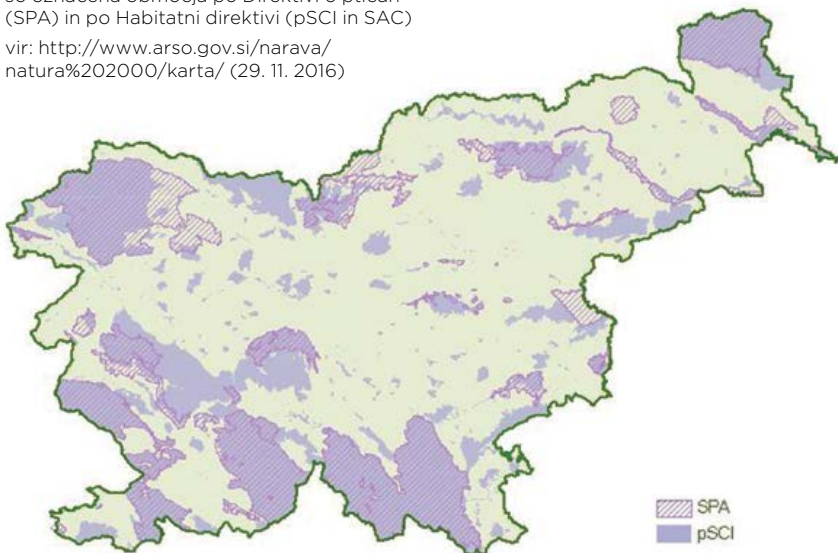 (SPA) in po Habitatni direktivi (pSCI in SAC)
vir: http://www.arso.gov.si/narava/
natura%202000/karta/ (29. 11. 2016)
SPA
pSCI